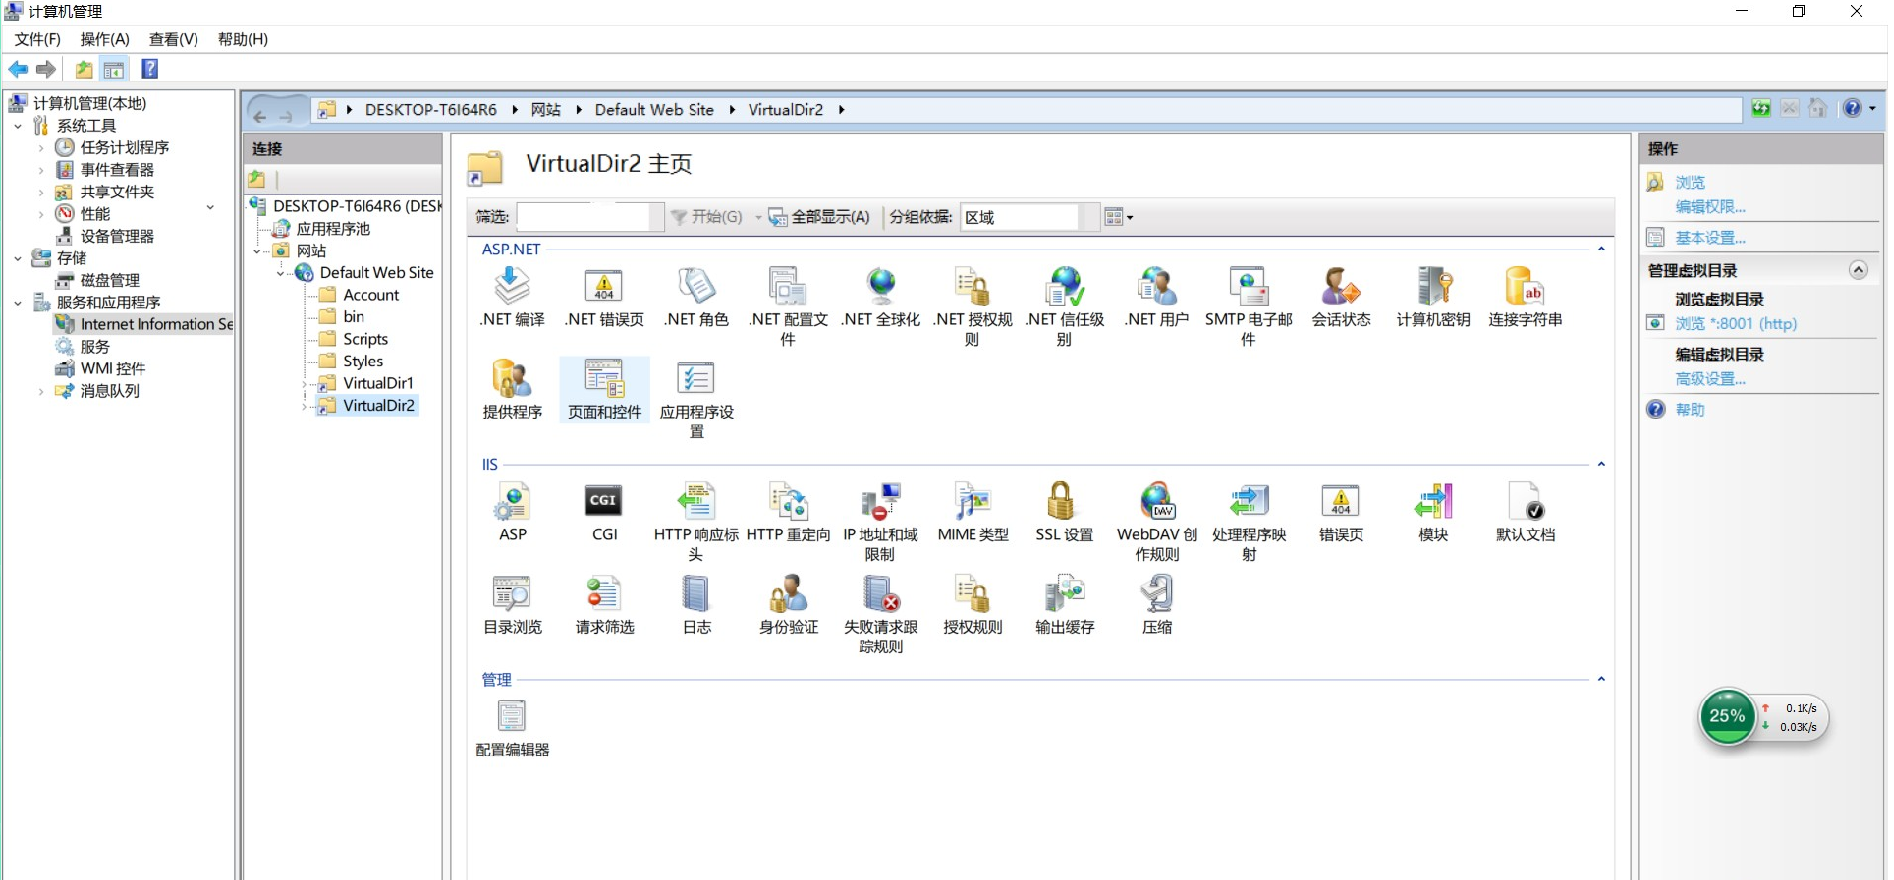 计算机管理
文件(F) 操作(A) 查看(V) 帮助(H)
计算机管理(本地)
系统工具
任务计划程序
事件查看器
共享文件夹
性能
设备管理器
存储
磁盘管理
服务和应用程序
Internet Information Se
服务
WMI 控件
消息队列
DESKTOP-T6I64R6 网站 Default Web Site VirtualDir2
连接
DESKTOP-T6I64R6 (DESK
应用程序池
网站
Default Web Site
Account
bin
Scripts
Styles
VirtualDir1
VirtualDir2
VirtualDir2 主页
筛选: 开始(G) 全部显示(A) 分组依据: 区域
ASP.NET
404
ab
.NET 编译 .NET 错误页 .NET 角色 .NET 配置文 .NET 全球化 .NET 授权规 .NET 信任级 .NET 用户 SMTP 电子邮 会话状态 计算机密钥 连接字符串
件 则 别 件
提供程序 页面和控件 应用程序设
置
IIS
CGI
DAV
404
ASP CGI HTTP 响应标 HTTP 重定向 IP 地址和域 MIME 类型 SSL 设置 WebDAV 创 处理程序映 错误页 模块 默认文档
头 限制 作规则 射
目录浏览 请求筛选 日志 身份验证 失败请求跟 授权规则 输出缓存 压缩
踪规则
管理
配置编辑器
操作
浏览
编辑权限...
基本设置...
管理虚拟目录
浏览虚拟目录
浏览 *:8001 (http)
编辑虚拟目录
高级设置...
帮助
25%
0.1K/s
0.03K/s